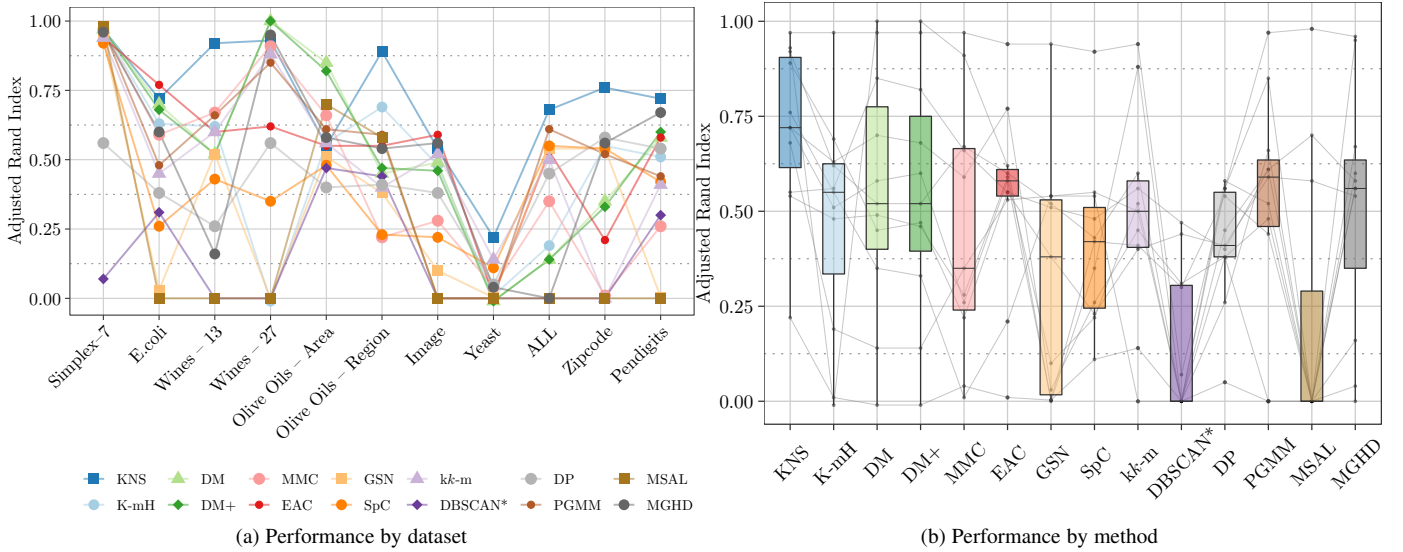 Adjusted Rand Index
1.00
0.75
0.50
0.25
0.00
Simplex-7
E.coli
Wines – 13
Wines – 27
Olive Oils – Area
Olive Oils – Region
Image
Yeast
ALL
Zipcode
Pendigits
KNS
DM
MMC
GSN
kk-m
DP
MSAL
K-mH
DM+
EAC
SpC
DBSCAN*
PGMM
MGHD
(a) Performance by dataset
Adjusted Rand Index
1.00
0.75
0.50
0.25
0.00
KNS
K-mH
DM
DM+
MMC
EAC
GSN
SpC
kk-m
DBSCAN*
DP
PGMM
MSAL
MGHD
(b) Performance by method